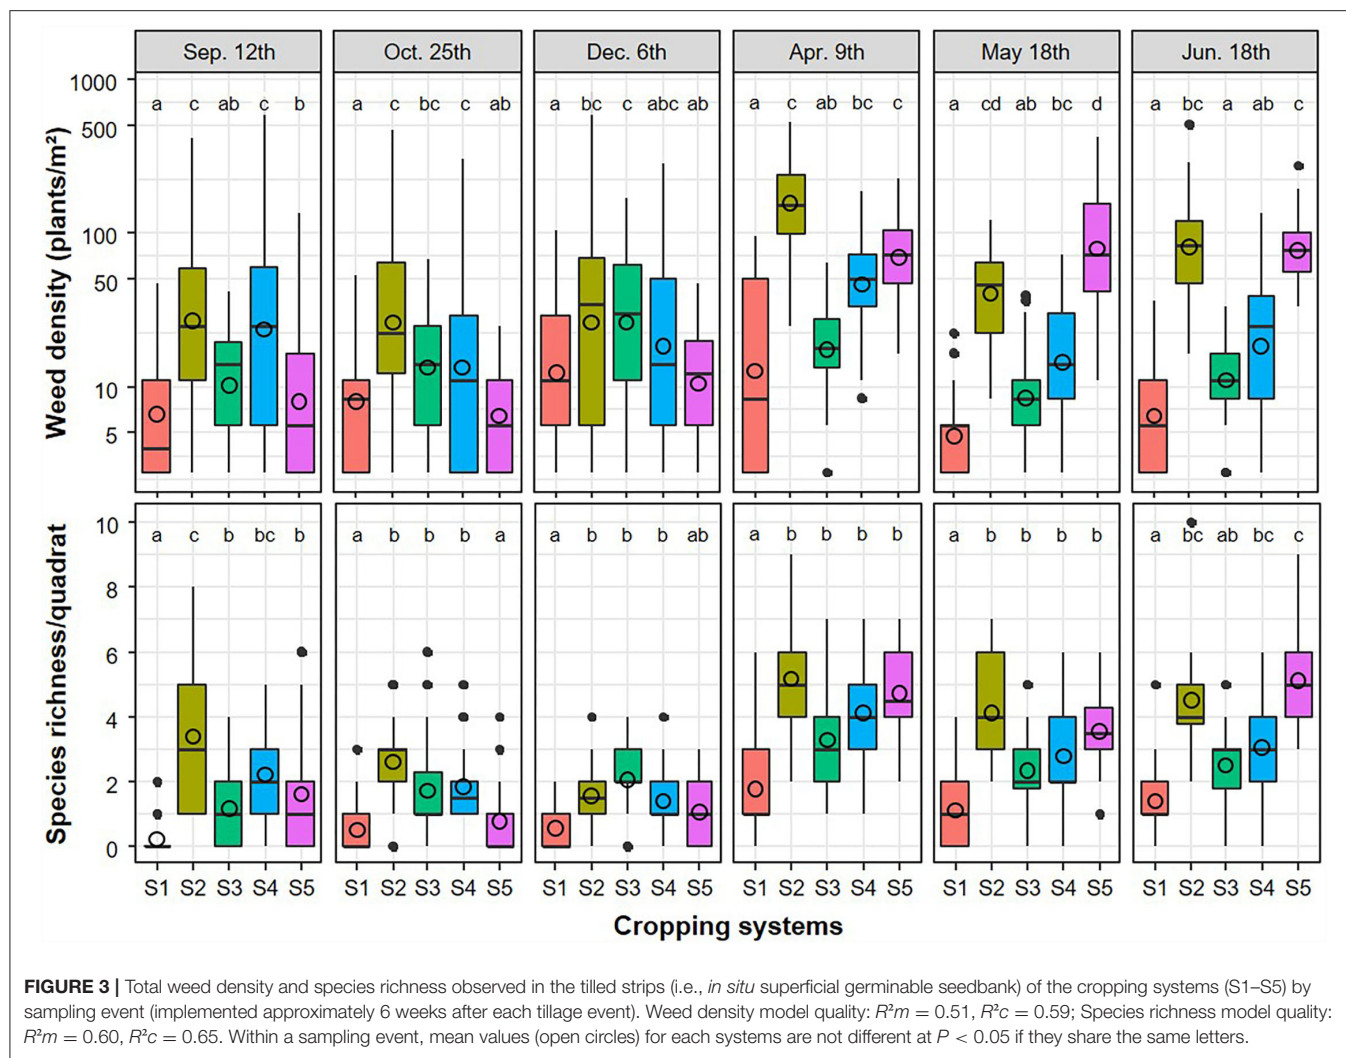 Sep. 12th Oct. 25th Dec. 6th Apr. 9th May 18th Jun. 18th
Weed density (plants/m²)
1000
500
100
50
10
5
a c ab c b
a c bc c ab
a bc c abc ab
a c ab bc c
a cd ab bc d
a bc a ab c
Species richness/quadrat
10
8
6
4
2
0
a c b bc b
a b b b a
a b b b ab
a b b b b
a b b b b
a bc ab bc c
S1 S2 S3 S4 S5 S1 S2 S3 S4 S5 S1 S2 S3 S4 S5 S1 S2 S3 S4 S5 S1 S2 S3 S4 S5 S1 S2 S3 S4 S5
Cropping systems
FIGURE 3 | Total weed density and species richness observed in the tilled strips (i.e., in situ superficial germinable seedbank) of the cropping systems (S1–S5) by
sampling event (implemented approximately 6 weeks after each tillage event). Weed density model quality: R²m = 0.51, R²c = 0.59; Species richness model quality:
R²m = 0.60, R²c = 0.65. Within a sampling event, mean values (open circles) for each systems are not different at P < 0.05 if they share the same letters.